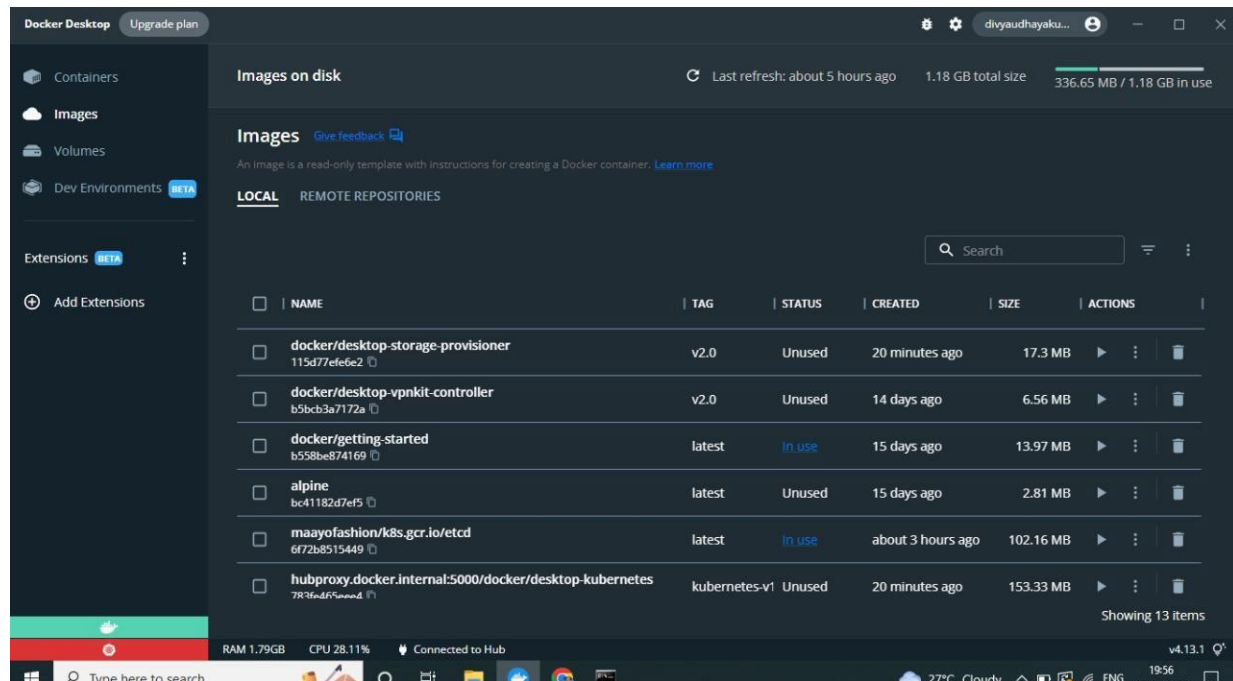 Docker Desktop Upgrade plan divyaudhayaku...
Containers
Images
Volumes
Dev Environments BETA
Extensions BETA
Add Extensions
Images on disk
Last refresh: about 5 hours ago 1.18 GB total size 336.65 MB / 1.18 GB in use
Images Give feedback
An image is a read-only template with instructions for creating a Docker container. Learn more
LOCAL REMOTE REPOSITORIES
Search
NAME TAG STATUS CREATED SIZE ACTIONS
docker/desktop-storage-provisioner v2.0 Unused 20 minutes ago 17.3 MB
115d77efe6e2
docker/desktop-vpnkit-controller v2.0 Unused 14 days ago 6.56 MB
b5bcb3a7172a
docker/getting-started latest In use 15 days ago 13.97 MB
b558be874169
alpine latest Unused 15 days ago 2.81 MB
bc41182d7ef5
maayofashion/k8s.gcr.io/etcd latest In use about 3 hours ago 102.16 MB
6f72b8515449
hubproxy.docker.internal:5000/docker/desktop-kubernetes kubernetes-v1 Unused 20 minutes ago 153.33 MB
783fe465eee4
Showing 13 items
RAM 1.79GB CPU 28.11% Connected to Hub v4.13.1
Type here to search 27°C Cloudy ENG 19:56